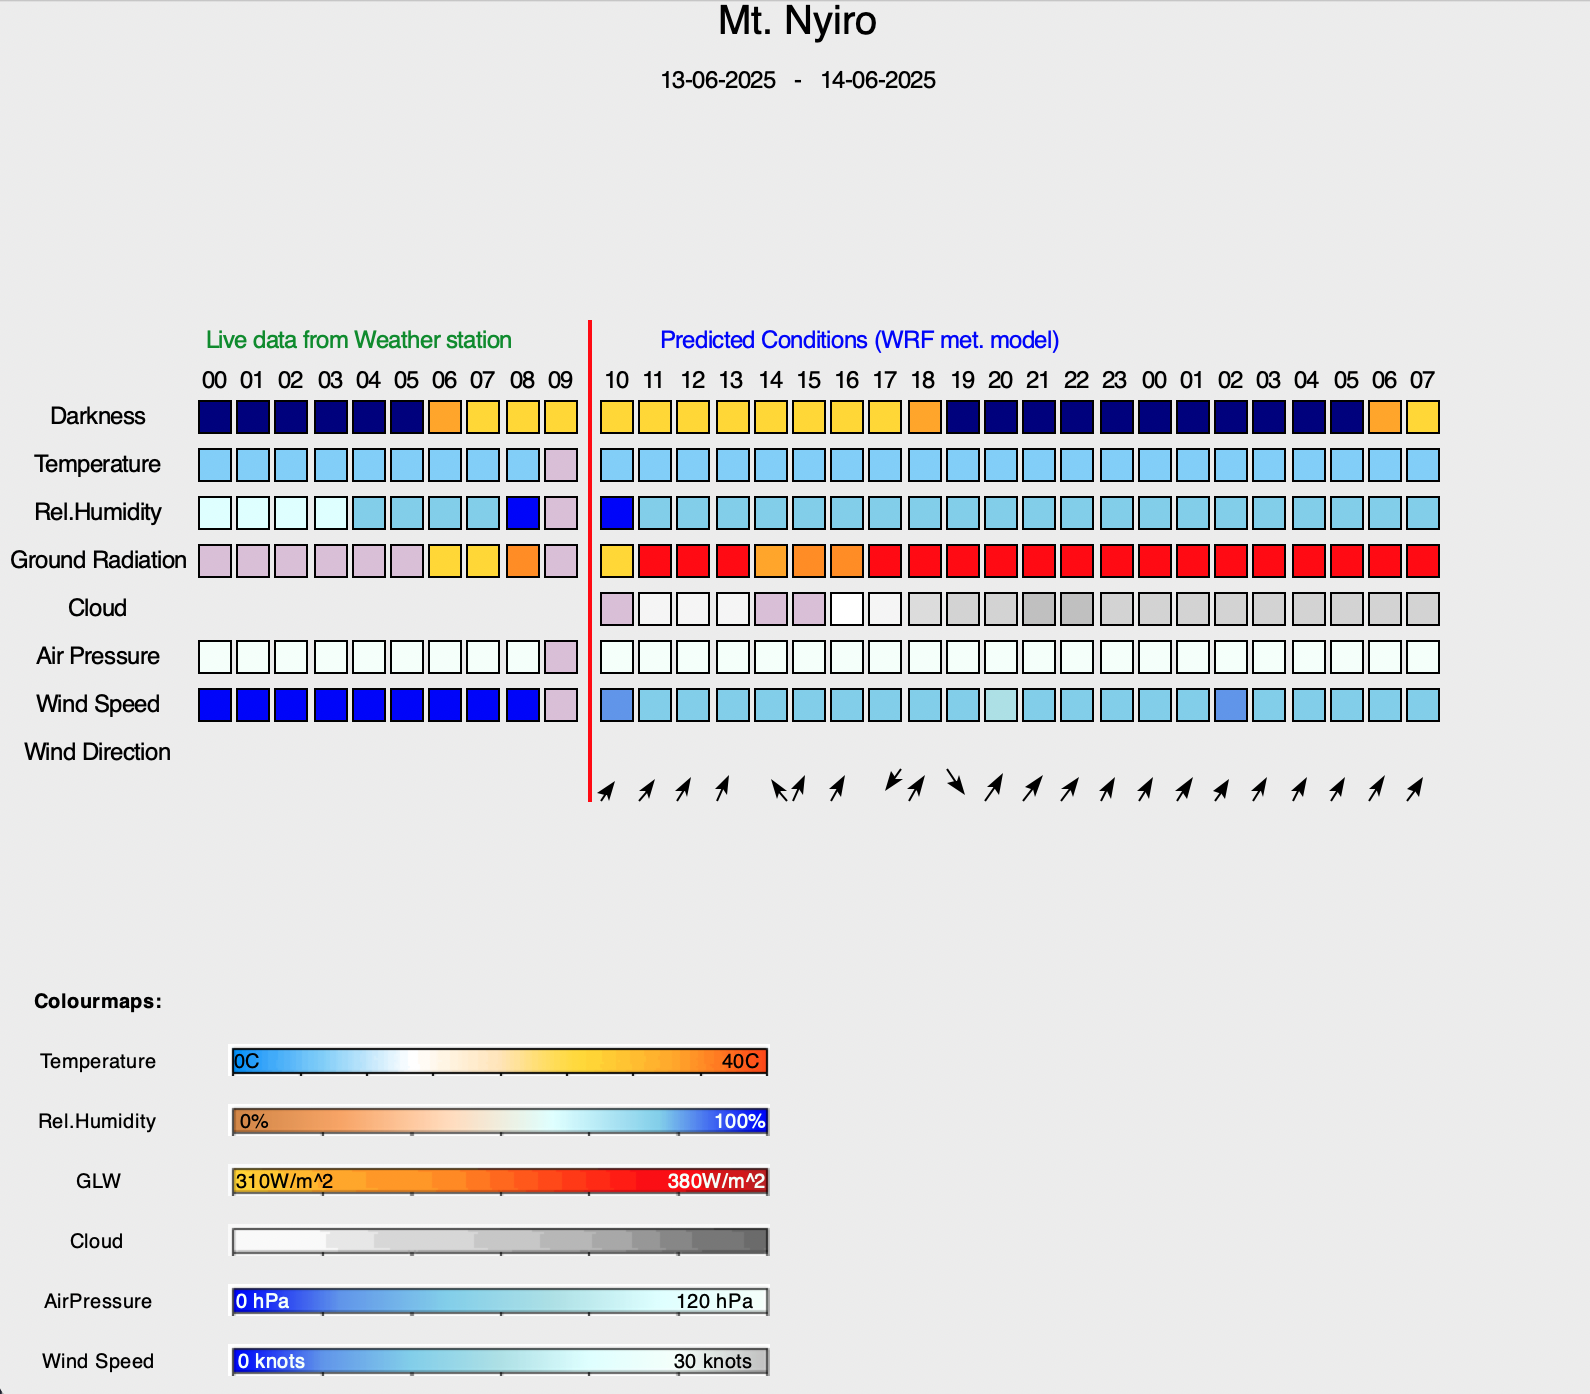 Mt. Nyiro
13-06-2025 - 14-06-2025
Live data from Weather station Predicted Conditions (WRF met. model)
00 01 02 03 04 05 06 07 08 09 10 11 12 13 14 15 16 17 18 19 20 21 22 23 00 01 02 03 04 05 06 07
Darkness
Temperature
Rel.Humidity
Ground Radiation
Cloud
Air Pressure
Wind Speed
Wind Direction
Colourmaps:
Temperature 0C 40C
Rel.Humidity 0% 100%
GLW 310W/m^2 380W/m^2
Cloud
AirPressure 0 hPa 120 hPa
Wind Speed 0 knots 30 knots